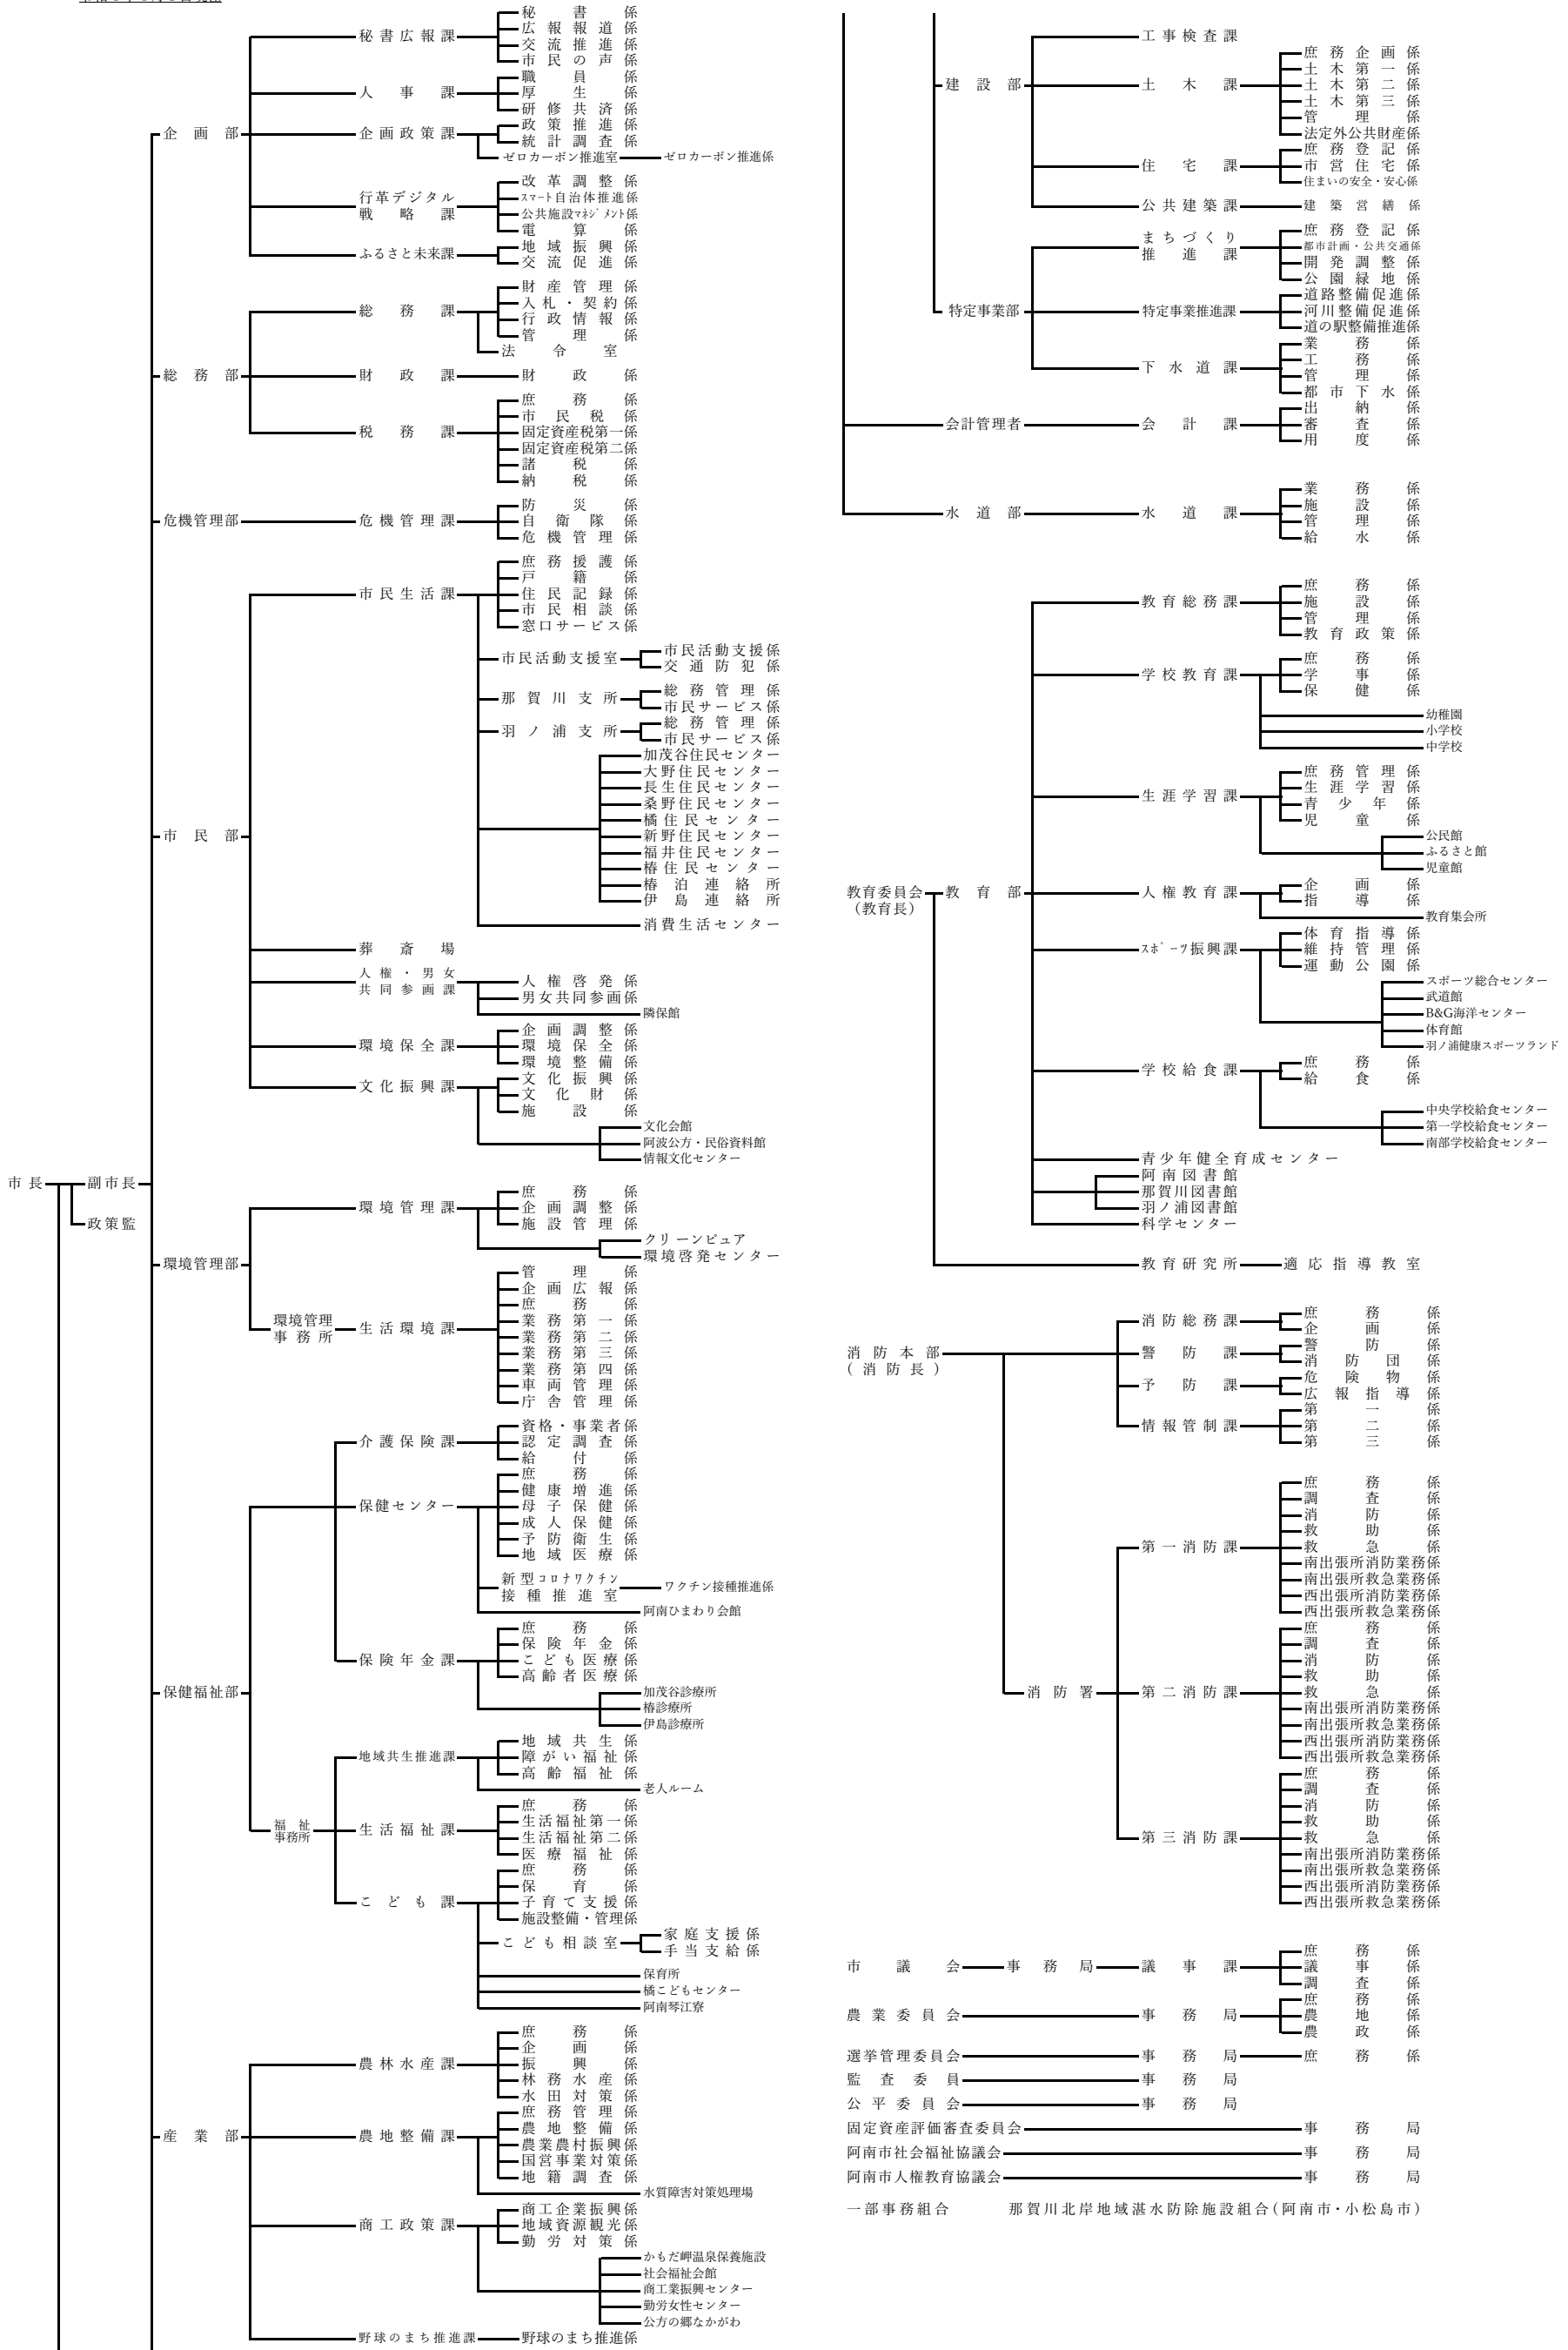 秘書広報課
秘書係
広報報道係
交流推進係
市民の声係
人事課
職員係
厚生係
研修共済係
企画部
企画政策課
政策推進係
統計調査係
ゼロカーボン推進室
ゼロカーボン推進係
行革デジタル
戦略課
改革調整係
スマート自治体推進係
公共施設マネジメント係
電算係
ふるさと未来課
地域振興係
交流促進係
総務課
財産管理係
入札・契約係
行政情報係
管理係
法令室
総務部
財政課
財政係
税務課
庶務係
市民税係
固定資産税第一係
固定資産税第二係
諸税係
納税係
危機管理部
危機管理課
防災係
自衛隊係
危機管理係
市民生活課
庶務援護係
戸籍係
住民記録係
市民相談係
窓口サービス係
市民活動支援室
市民活動支援係
交通防犯係
那賀川支所
総務管理係
市民サービス係
羽ノ浦支所
総務管理係
市民サービス係
加茂谷住民センター
大野住民センター
長生住民センター
桑野住民センター
橘住民センター
新野住民センター
福井住民センター
椿住民センター
椿泊連絡所
伊島連絡所
市民部
消費生活センター
葬斎場
人権・男女
共同参画課
人権啓発係
男女共同参画係
隣保館
環境保全課
企画調整係
環境保全係
環境整備係
文化振興課
文化振興係
文化財係
施設係
文化会館
阿波公方・民俗資料館
情報文化センター
市長
副市長
政策監
環境管理部
環境管理課
庶務係
企画調整係
施設管理係
クリーンピュア
環境啓発センター
環境管理
事務所
生活環境課
管理係
企画広報係
庶務係
業務第一係
業務第二係
業務第三係
業務第四係
車両管理係
庁舎管理係
介護保険課
資格・事業者係
認定調査係
給付係
保健センター
庶務係
健康増進係
母子保健係
成人保健係
予防衛生係
地域医療係
新型コロナワクチン
接種推進室
ワクチン接種推進係
阿南ひまわり会館
保険年金課
庶務係
保険年金係
こども医療係
高齢者医療係
加茂谷診療所
椿診療所
伊島診療所
保健福祉部
地域共生推進課
地域共生係
障がい福祉係
高齢福祉係
老人ルーム
福祉
事務所
生活福祉課
庶務係
生活福祉第一係
生活福祉第二係
医療福祉係
こども課
庶務係
保育係
子育て支援係
施設整備・管理係
こども相談室
家庭支援係
手当支給係
保育所
橘こどもセンター
阿南琴江寮
産業部
農林水産課
庶務係
企画係
振興係
林務水産係
水田対策係
農地整備課
庶務管理係
農地整備係
農業農村振興係
国営事業対策係
地籍調査係
水質障害対策処理場
商工政策課
商工企業振興係
地域資源観光係
勤労対策係
かもだ岬温泉保養施設
社会福祉会館
商工業振興センター
勤労女性センター
公方の郷なかがわ
野球のまち推進課
野球のまち推進係
建設部
工事検査課
土木課
庶務企画係
土木第一係
土木第二係
土木第三係
管理係
法定外公共財産係
住宅課
庶務登記係
市営住宅係
住まいの安全・安心係
公共建築課
建築営繕係
特定事業部
まちづくり
推進課
庶務登記係
都市計画・公共交通係
開発調整係
公園緑地係
特定事業推進課
道路整備促進係
河川整備促進係
道の駅整備推進係
下水道課
業務係
工務係
管理係
都市下水係
会計管理者
会計課
出納係
審査係
用度係
水道部
水道課
業務係
施設係
管理係
給水係
教育総務課
庶務係
施設係
管理係
教育政策係
学校教育課
庶務係
学事係
保健係
幼稚園
小学校
中学校
生涯学習課
庶務管理係
生涯学習係
青少年係
児童係
公民館
ふるさと館
児童館
教育委員会
(教育長)
教育部
人権教育課
企画係
指導係
教育集会所
スポーツ振興課
体育指導係
維持管理係
運動公園係
スポーツ総合センター
武道館
B&G海洋センター
体育館
羽ノ浦健康スポーツランド
学校給食課
庶務係
給食係
中央学校給食センター
第一学校給食センター
南部学校給食センター
青少年健全育成センター
阿南図書館
那賀川図書館
羽ノ浦図書館
科学センター
教育研究所
適応指導教室
消防本部
(消防長)
消防総務課
庶務係
企画係
警防課
警防係
消防団係
予防課
危険物係
広報指導係
情報管制課
第一係
第二係
第三係
消防署
第一消防課
庶務係
調査係
消防係
救助係
救急係
南出張所消防業務係
南出張所救急業務係
西出張所消防業務係
西出張所救急業務係
第二消防課
庶務係
調査係
消防係
救助係
救急係
南出張所消防業務係
南出張所救急業務係
西出張所消防業務係
西出張所救急業務係
第三消防課
庶務係
調査係
消防係
救助係
救急係
南出張所消防業務係
南出張所救急業務係
西出張所消防業務係
西出張所救急業務係
市議会
事務局
議事課
庶務係
議事係
調査係
農業委員会
事務局
庶務係
農地係
農政係
選挙管理委員会
事務局
庶務係
監査委員
事務局
公平委員会
事務局
固定資産評価審査委員会
事務局
阿南市社会福祉協議会
事務局
阿南市人権教育協議会
事務局
一部事務組合 那賀川北岸地域湛水防除施設組合(阿南市・小松島市)